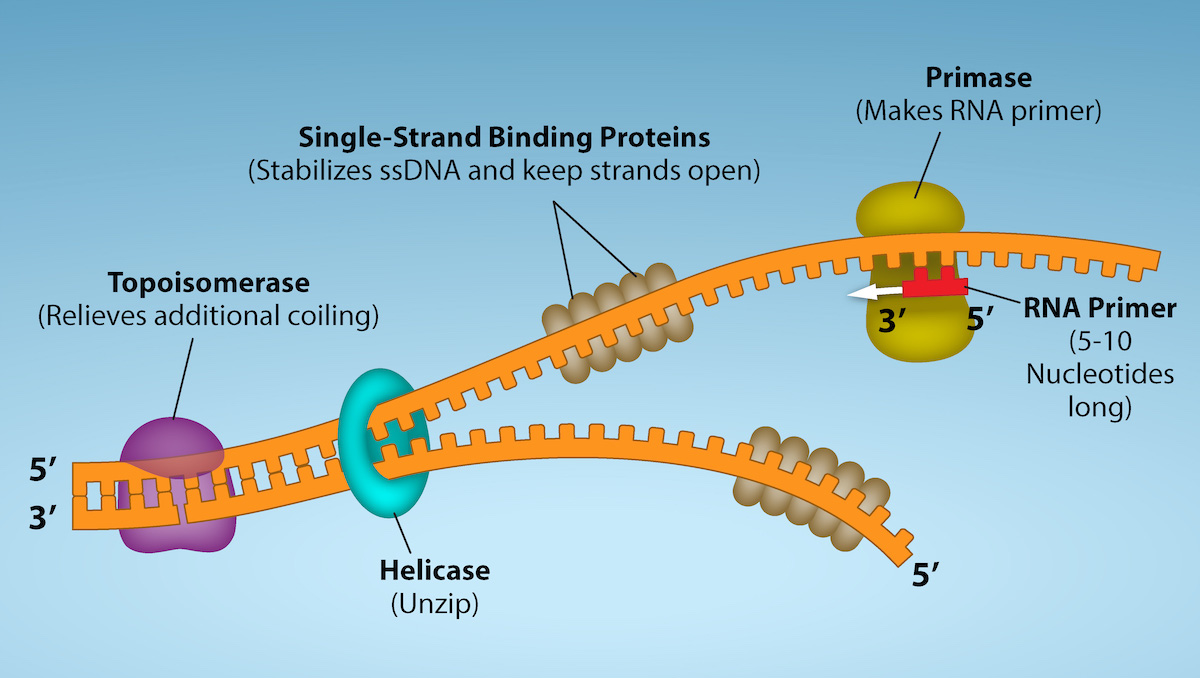 Primase
(Makes RNA primer)
Single-Strand Binding Proteins
(Stabilizes ssDNA and keep strands open)
Topoisomerase
(Relieves additional coiling)
3’
5’
RNA Primer
(5-10
Nucleotides
long)
5’
3’
5’
Helicase
(Unzip)